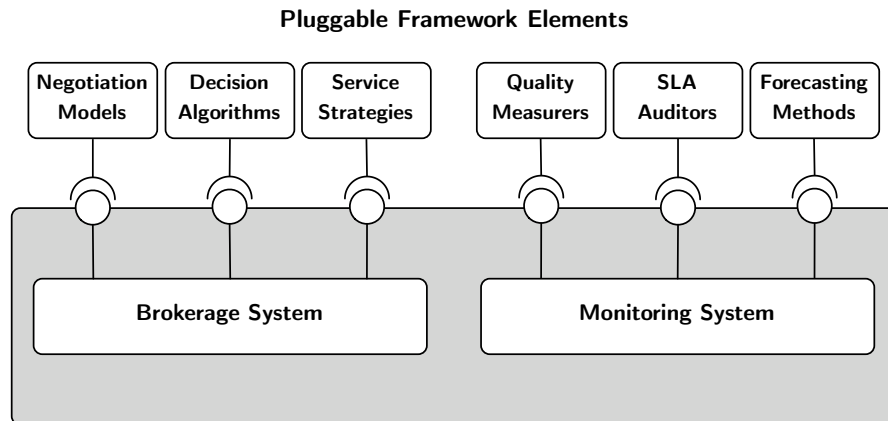 Pluggable Framework Elements
Negotiation
Models
Decision
Algorithms
Service
Strategies
Quality
Measurers
SLA
Auditors
Forecasting
Methods
Brokerage System
Monitoring System